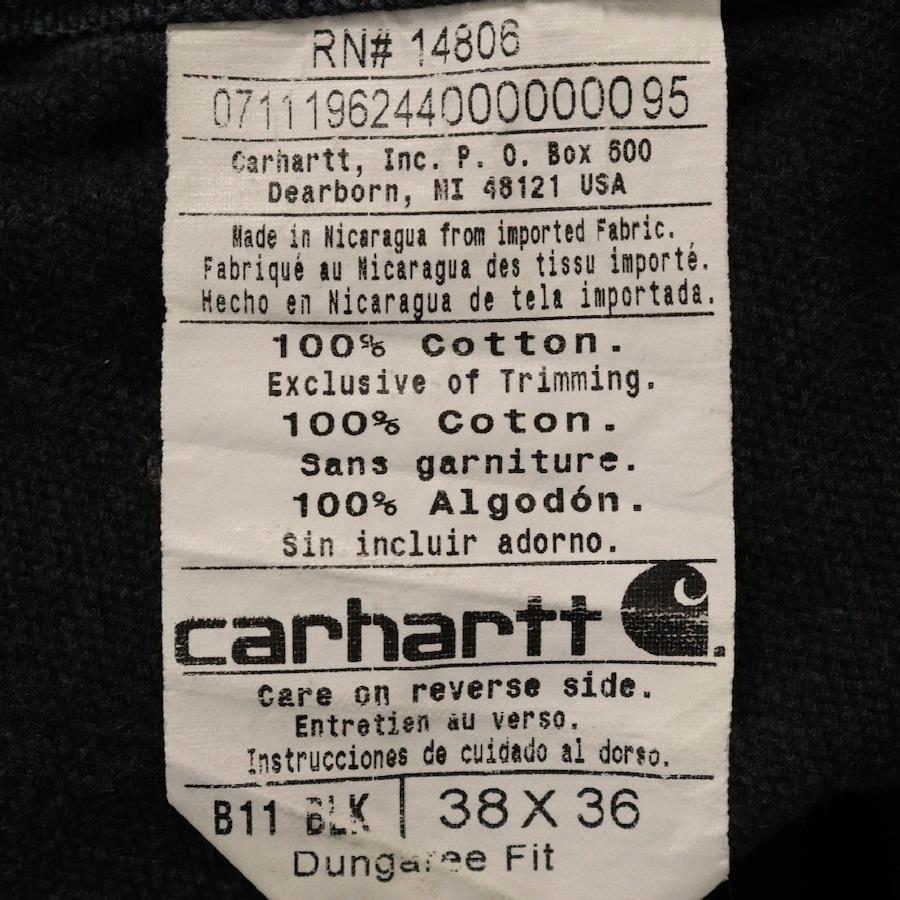 RN# 14806
07111962440000000095
Carhartt, Inc. P. O. Box 600
Dearborn, MI 48121 USA
Made in Nicaragua from imported Fabric.
Fabriqué au Nicaragua des tissu importé.
Hecho en Nicaragua de tela importada.
100% Cotton.
Exclusive of Trimming.
100% Coton.
Sans garniture.
100% Algodón.
Sin incluir adorno.
carhartt
Care on reverse side.
Entretien au verso.
Instrucciones de cuidado al dorso.
B11 BLK | 38 X 36
Dungaree Fit